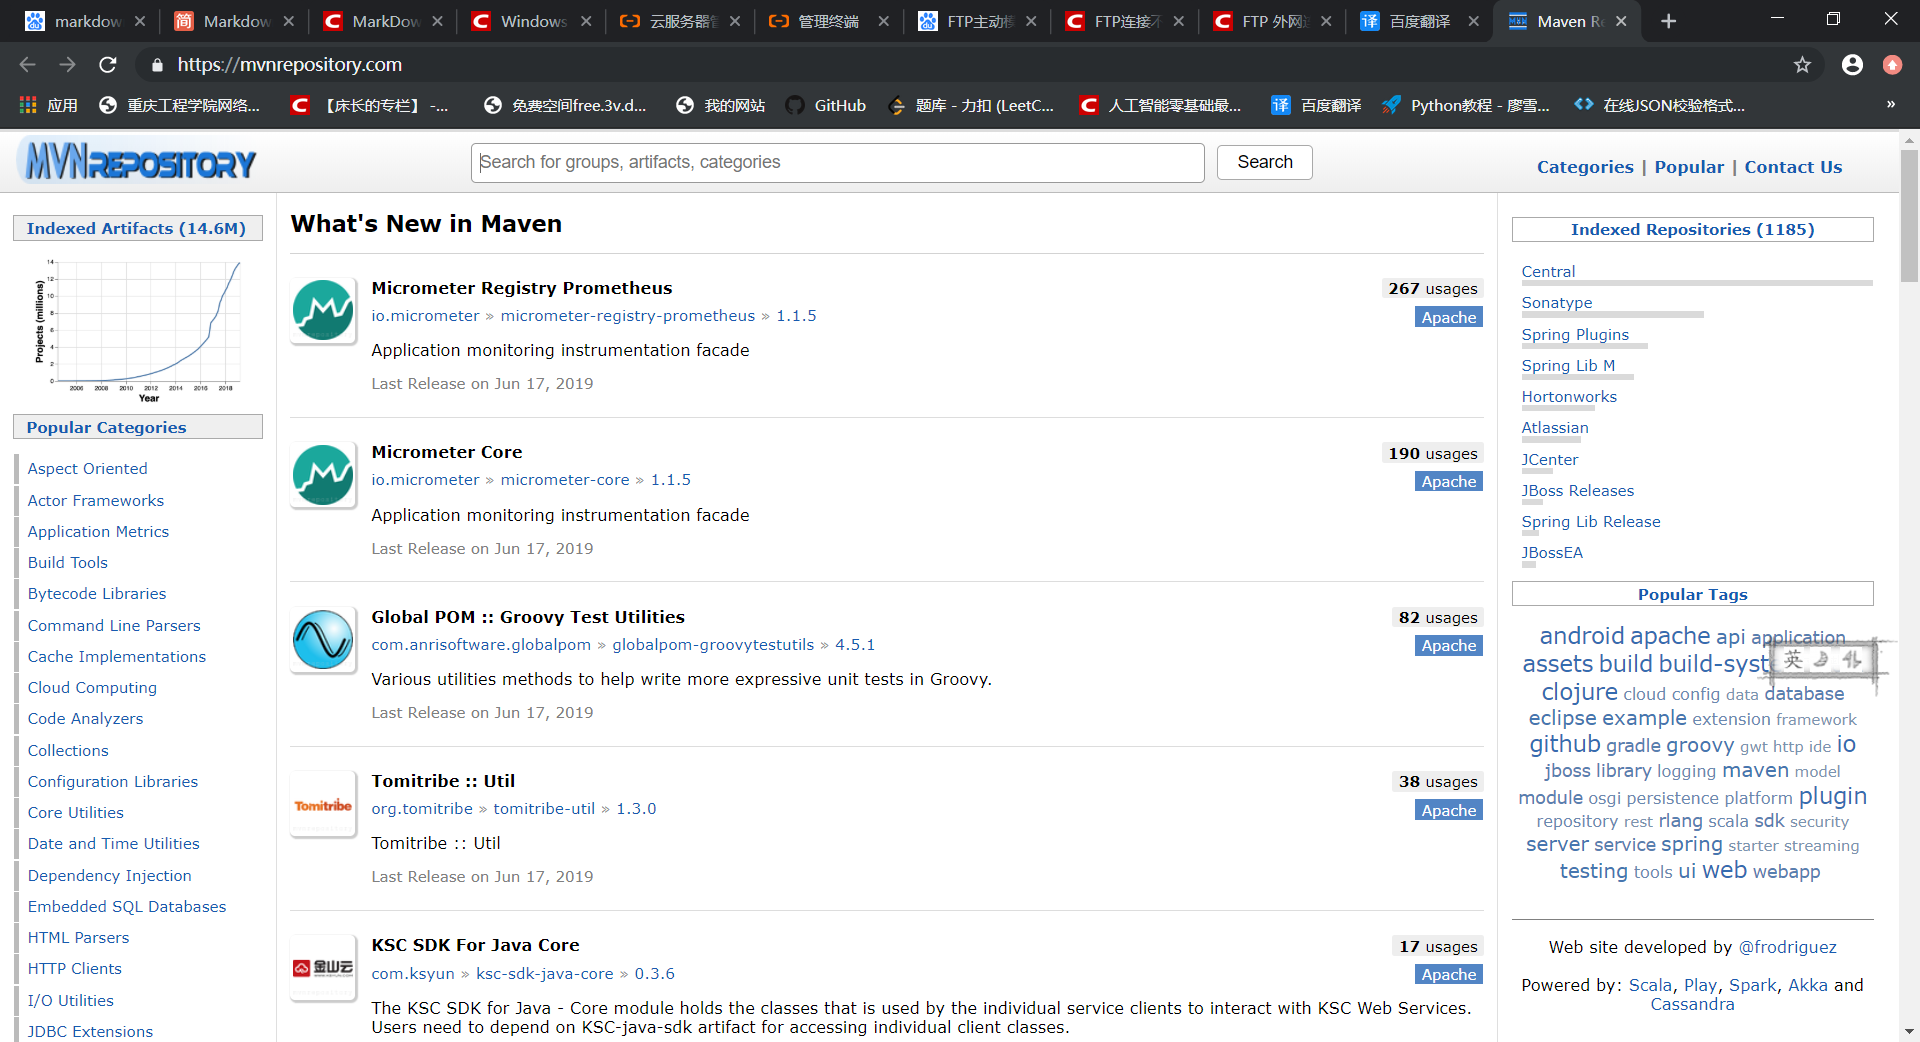 markdow
Markdow
MarkDow
Windows
云服务器管
管理终端
FTP主动模
FTP连接不
FTP 外网
百度翻译
Maven Re
https://mvnrepository.com
应用
重庆工程学院网络...
【床长的专栏】 -...
免费空间free.3v.d...
我的网站
GitHub
题库 - 力扣 (LeetC...
人工智能零基础最...
百度翻译
Python教程 - 廖雪...
在线JSON校验格式...
»
MVNREPOSITORY
Search for groups, artifacts, categories
Search
Categories | Popular | Contact Us
Indexed Artifacts (14.6M)
Projects (millions)
14
12
10
8
6
4
2
0
2006 2008 2010 2012 2014 2016 2018
Year
Popular Categories
Aspect Oriented
Actor Frameworks
Application Metrics
Build Tools
Bytecode Libraries
Command Line Parsers
Cache Implementations
Cloud Computing
Code Analyzers
Collections
Configuration Libraries
Core Utilities
Date and Time Utilities
Dependency Injection
Embedded SQL Databases
HTML Parsers
HTTP Clients
I/O Utilities
JDBC Extensions
What's New in Maven
Micrometer Registry Prometheus
267 usages
io.micrometer » micrometer-registry-prometheus » 1.1.5
Apache
Application monitoring instrumentation facade
Last Release on Jun 17, 2019
Micrometer Core
190 usages
io.micrometer » micrometer-core » 1.1.5
Apache
Application monitoring instrumentation facade
Last Release on Jun 17, 2019
Global POM :: Groovy Test Utilities
82 usages
com.anrisoftware.globalpom » globalpom-groovytestutils » 4.5.1
Apache
Various utilities methods to help write more expressive unit tests in Groovy.
Last Release on Jun 17, 2019
Tomitribe
Tomitribe :: Util
38 usages
org.tomitribe » tomitribe-util » 1.3.0
Apache
Tomitribe :: Util
Last Release on Jun 17, 2019
金山云
KSC SDK For Java Core
17 usages
com.ksyun » ksc-sdk-java-core » 0.3.6
Apache
The KSC SDK for Java - Core module holds the classes that is used by the individual service clients to interact with KSC Web Services.
Users need to depend on KSC-java-sdk artifact for accessing individual client classes.
Indexed Repositories (1185)
Central
Sonatype
Spring Plugins
Spring Lib M
Hortonworks
Atlassian
JCenter
JBoss Releases
Spring Lib Release
JBossEA
Popular Tags
android apache api application
assets build build-syst
英
clojure cloud config data database
eclipse example extension framework
github gradle groovy gwt http ide io
jboss library logging maven model
module osgi persistence platform plugin
repository rest rlang scala sdk security
server service spring starter streaming
testing tools ui web webapp
Web site developed by @frodriguez
Powered by: Scala, Play, Spark, Akka and
Cassandra